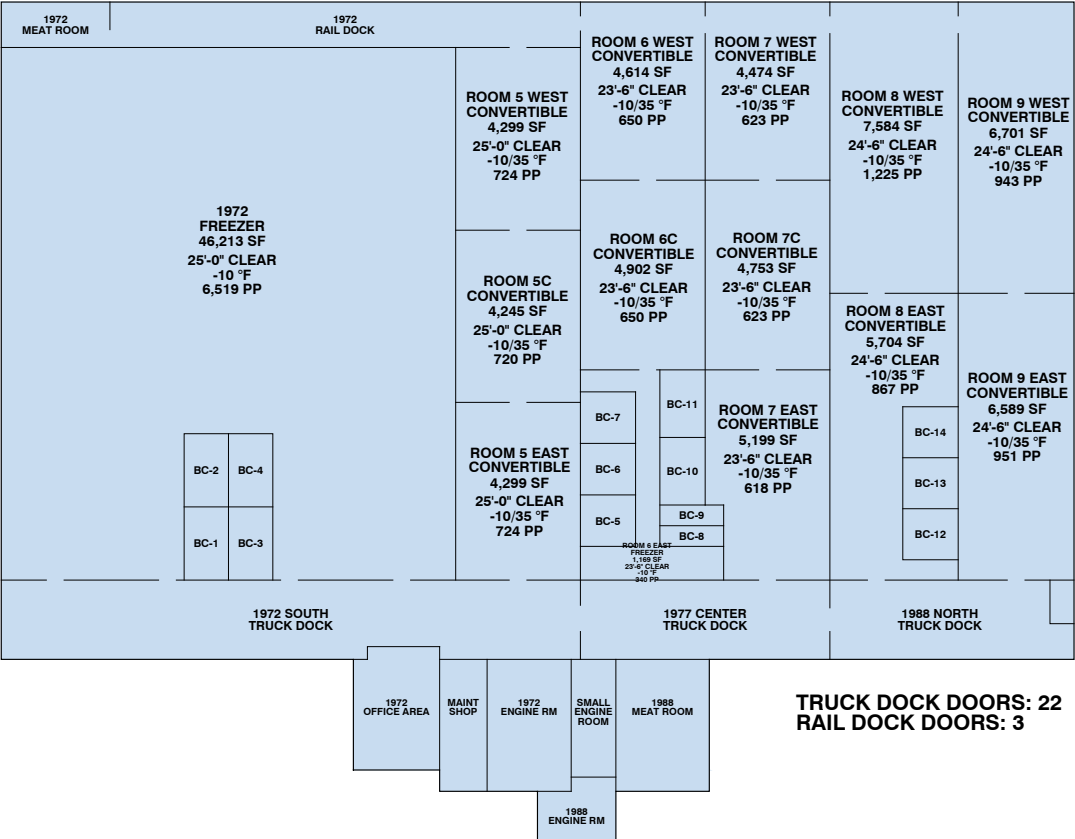 1972
MEAT ROOM
1972
RAIL DOCK
ROOM 5 WEST
CONVERTIBLE
4,299 SF
25'-0" CLEAR
-10/35 °F
724 PP
ROOM 6 WEST
CONVERTIBLE
4,614 SF
23'-6" CLEAR
-10/35 °F
650 PP
ROOM 7 WEST
CONVERTIBLE
4,474 SF
23'-6" CLEAR
-10/35 °F
623 PP
ROOM 8 WEST
CONVERTIBLE
7,584 SF
24'-6" CLEAR
-10/35 °F
1,225 PP
ROOM 9 WEST
CONVERTIBLE
6,701 SF
24'-6" CLEAR
-10/35 °F
943 PP
1972
FREEZER
46,213 SF
25'-0" CLEAR
-10 °F
6,519 PP
ROOM 5C
CONVERTIBLE
4,245 SF
25'-0" CLEAR
-10/35 °F
720 PP
ROOM 6C
CONVERTIBLE
4,902 SF
23'-6" CLEAR
-10/35 °F
650 PP
ROOM 7C
CONVERTIBLE
4,753 SF
23'-6" CLEAR
-10/35 °F
623 PP
ROOM 8 EAST
CONVERTIBLE
5,704 SF
24'-6" CLEAR
-10/35 °F
867 PP
ROOM 9 EAST
CONVERTIBLE
6,589 SF
24'-6" CLEAR
-10/35 °F
951 PP
BC-2
BC-4
BC-1
BC-3
ROOM 5 EAST
CONVERTIBLE
4,299 SF
25'-0" CLEAR
-10/35 °F
724 PP
BC-7
BC-6
BC-5
BC-11
BC-10
BC-9
BC-8
ROOM 6 EAST
FREEZER
1,169 SF
23'-6" CLEAR
-10 °F
340 PP
ROOM 7 EAST
CONVERTIBLE
5,199 SF
23'-6" CLEAR
-10/35 °F
618 PP
BC-14
BC-13
BC-12
1972 SOUTH
TRUCK DOCK
1977 CENTER
TRUCK DOCK
1988 NORTH
TRUCK DOCK
1972
OFFICE AREA
MAINT
SHOP
1972
ENGINE RM
SMALL
ENGINE
ROOM
1988
MEAT ROOM
1988
ENGINE RM
TRUCK DOCK DOORS: 22
RAIL DOCK DOORS: 3